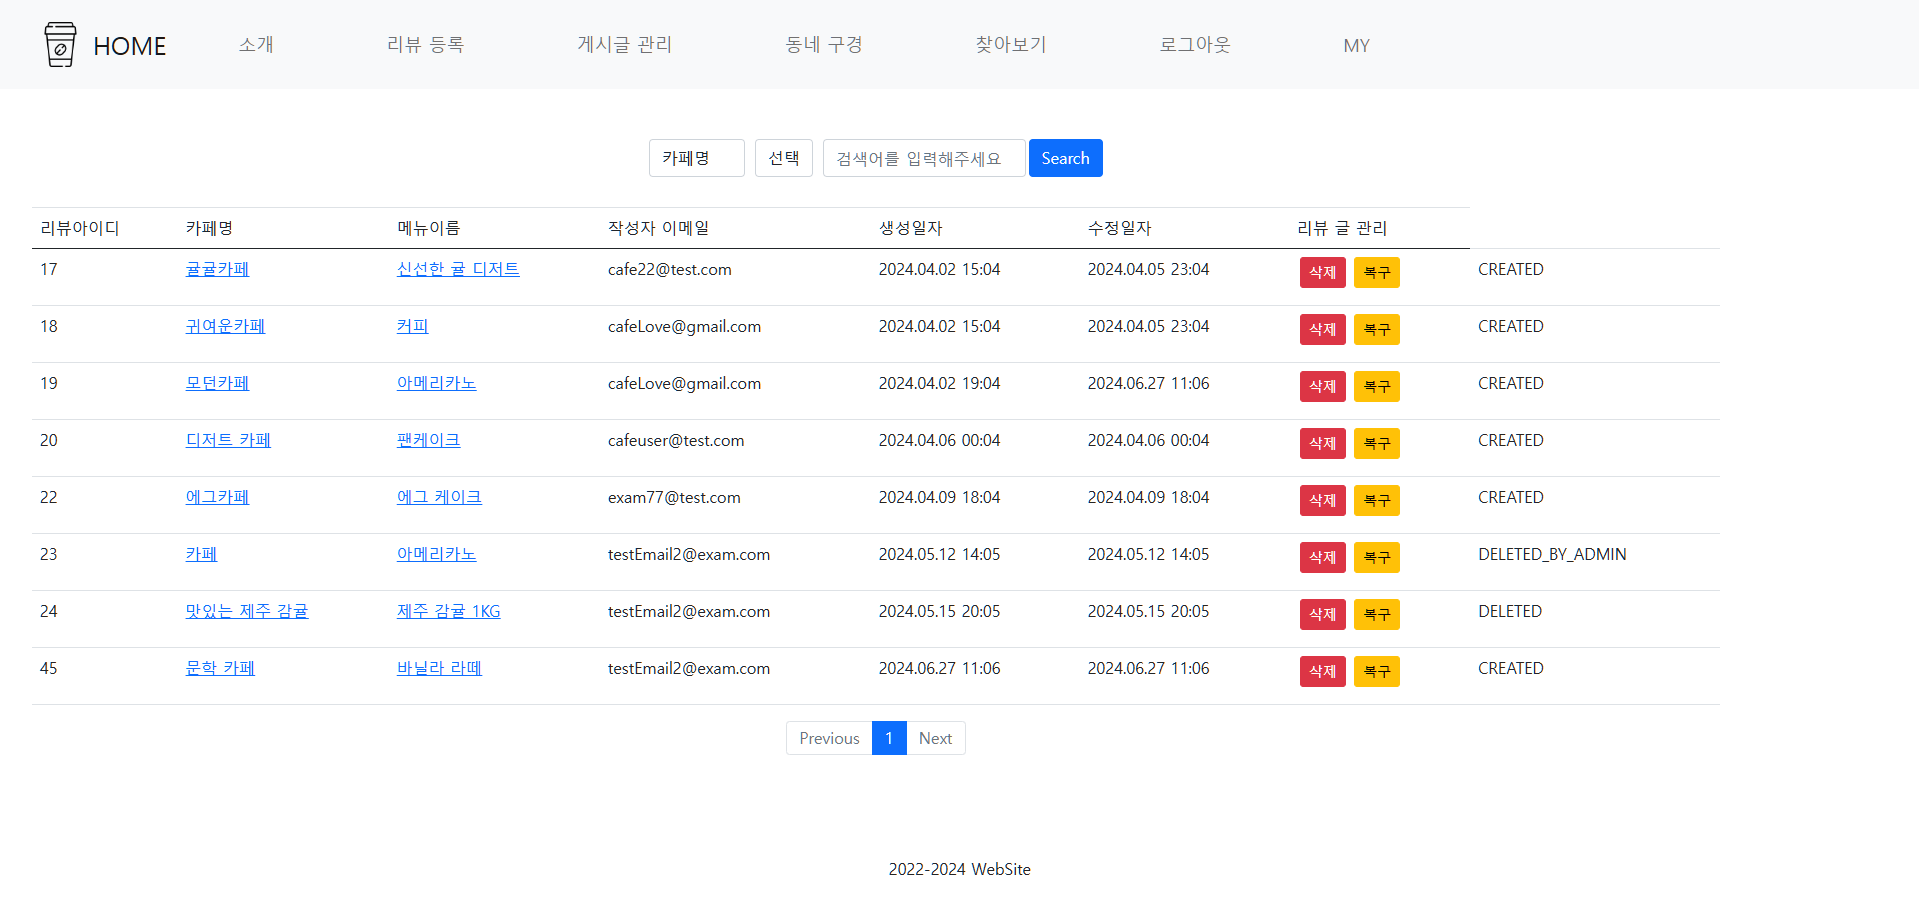 HOME 소개 리뷰 등록 게시글 관리 동네 구경 찾아보기 로그아웃 MY
카페명 선택 검색어를 입력해주세요 Search
리뷰아이디 카페명 메뉴이름 작성자 이메일 생성일자 수정일자 리뷰 글 관리
17 귤귤카페 신선한 귤 디저트 cafe22@test.com 2024.04.02 15:04 2024.04.05 23:04 삭제 복구 CREATED
18 귀여운카페 커피 cafeLove@gmail.com 2024.04.02 15:04 2024.04.05 23:04 삭제 복구 CREATED
19 모던카페 아메리카노 cafeLove@gmail.com 2024.04.02 19:04 2024.06.27 11:06 삭제 복구 CREATED
20 디저트 카페 팬케이크 cafeuser@test.com 2024.04.06 00:04 2024.04.06 00:04 삭제 복구 CREATED
22 에그카페 에그 케이크 exam77@test.com 2024.04.09 18:04 2024.04.09 18:04 삭제 복구 CREATED
23 카페 아메리카노 testEmail2@exam.com 2024.05.12 14:05 2024.05.12 14:05 삭제 복구 DELETED_BY_ADMIN
24 맛있는 제주 감귤 제주 감귤 1KG testEmail2@exam.com 2024.05.15 20:05 2024.05.15 20:05 삭제 복구 DELETED
45 문학 카페 바닐라 라떼 testEmail2@exam.com 2024.06.27 11:06 2024.06.27 11:06 삭제 복구 CREATED
Previous 1 Next
2022-2024 WebSite